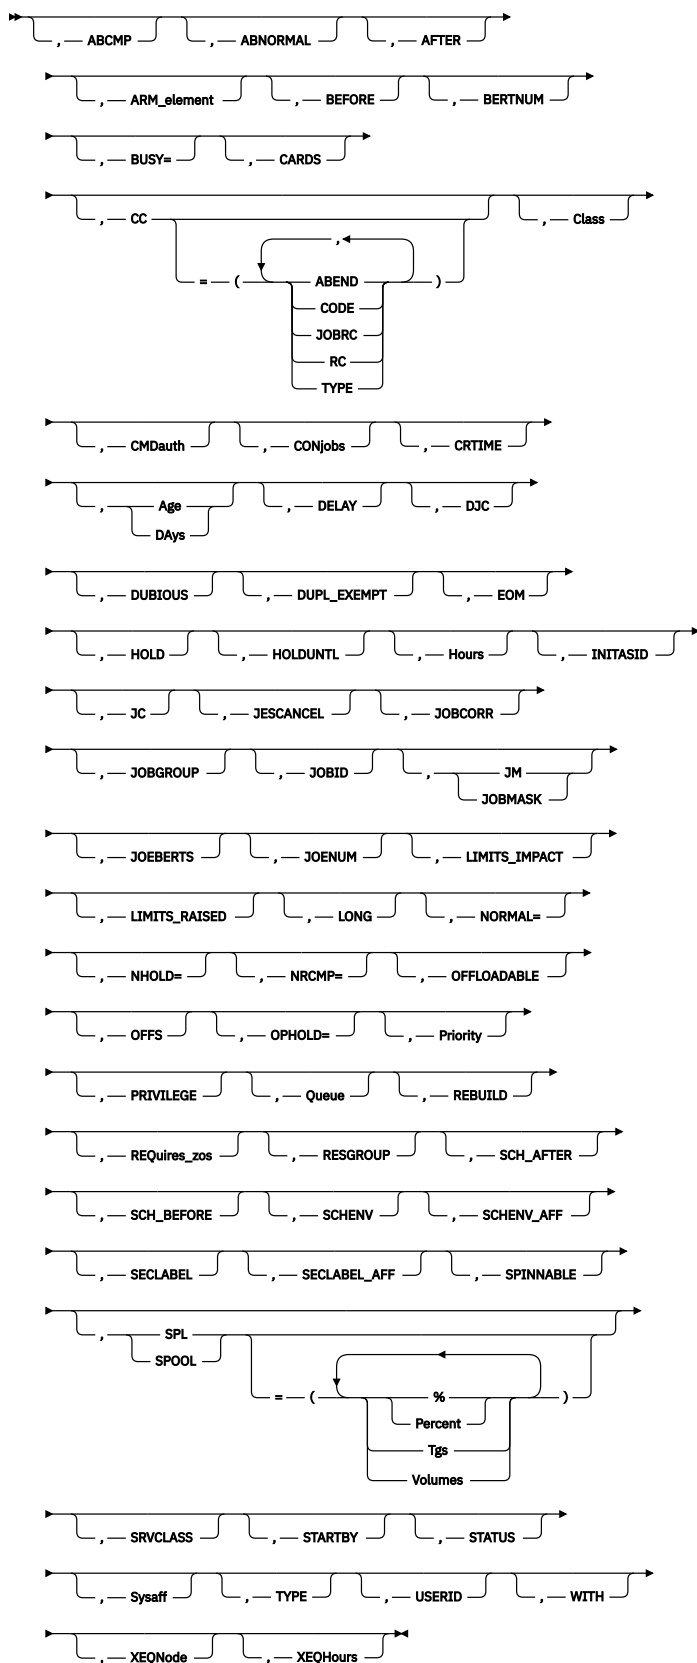 , ABCMP , ABNORMAL , AFTER
, ARM_element , BEFORE , BERTNUM
, BUSY= , CARDS
, CC , Class
,
= ( ABEND )
CODE
JOBRC
RC
TYPE
, CMDauth , CONjobs , CRTIME
, Age , DELAY , DJC
DAys
, DUBIOUS , DUPL_EXEMPT , EOM
, HOLD , HOLDUNTL , Hours , INITASID
, JC , JESCANCEL , JOBCORR
, JOBGROUP , JOBID , JM
JOBMASK
, JOEBERTS , JOENUM , LIMITS_IMPACT
, LIMITS_RAISED , LONG , NORMAL=
, NHOLD= , NRCMP= , OFFLOADABLE
, OFFS , OPHOLD= , Priority
, PRIVILEGE , Queue , REBUILD
, REQuires_zos , RESGROUP , SCH_AFTER
, SCH_BEFORE , SCHENV , SCHENV_AFF
, SECLABEL , SECLABEL_AFF , SPINNABLE
, SPL
SPOOL
= ( % )
Percent
Tgs
Volumes
, SRVCLASS , STARTBY , STATUS
, Sysaff , TYPE , USERID , WITH
, XEQNode , XEQHours